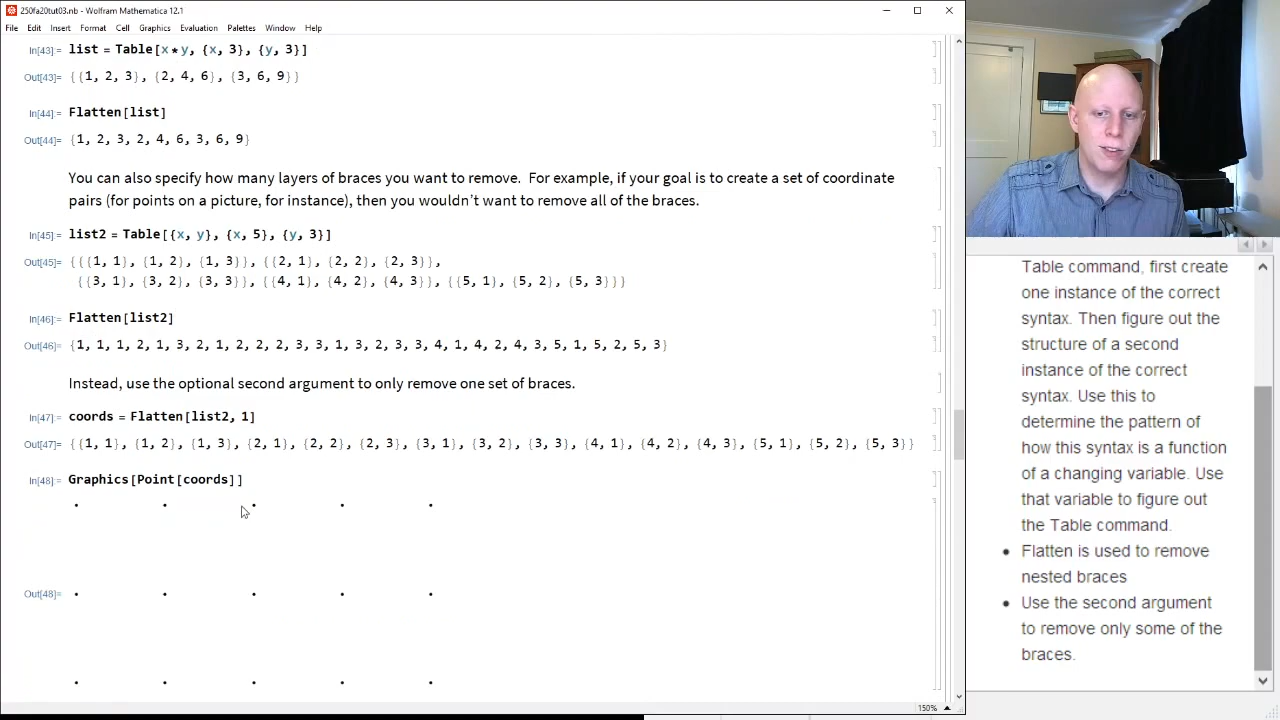 250fa20tut03.nb - Wolfram Mathematica 12.1
File Edit Insert Format Cell Graphics Evaluation Palettes Window Help
In[43]:= list = Table[x*y, {x, 3}, {y, 3}]
Out[43]= {{1, 2, 3}, {2, 4, 6}, {3, 6, 9}}
In[44]:= Flatten[list]
Out[44]= {1, 2, 3, 2, 4, 6, 3, 6, 9}
You can also specify how many layers of braces you want to remove. For example, if your goal is to create a set of coordinate
pairs (for points on a picture, for instance), then you wouldn't want to remove all of the braces.
In[45]:= list2 = Table[{x, y}, {x, 5}, {y, 3}]
Out[45]= {{{1, 1}, {1, 2}, {1, 3}}, {{2, 1}, {2, 2}, {2, 3}},
{{3, 1}, {3, 2}, {3, 3}}, {{4, 1}, {4, 2}, {4, 3}}, {{5, 1}, {5, 2}, {5, 3}}}
In[46]:= Flatten[list2]
Out[46]= {1, 1, 1, 2, 1, 3, 2, 1, 2, 2, 2, 3, 3, 1, 3, 2, 3, 3, 4, 1, 4, 2, 4, 3, 5, 1, 5, 2, 5, 3}
Instead, use the optional second argument to only remove one set of braces.
In[47]:= coords = Flatten[list2, 1]
Out[47]= {{1, 1}, {1, 2}, {1, 3}, {2, 1}, {2, 2}, {2, 3}, {3, 1}, {3, 2}, {3, 3}, {4, 1}, {4, 2}, {4, 3}, {5, 1}, {5, 2}, {5, 3}}
In[48]:= Graphics[Point[coords]]
Out[48]=
150%
Table command, first create
one instance of the correct
syntax. Then figure out the
structure of a second
instance of the correct
syntax. Use this to
determine the pattern of
how this syntax is a function
of a changing variable. Use
that variable to figure out
the Table command.
• Flatten is used to remove
nested braces
• Use the second argument
to remove only some of the
braces.